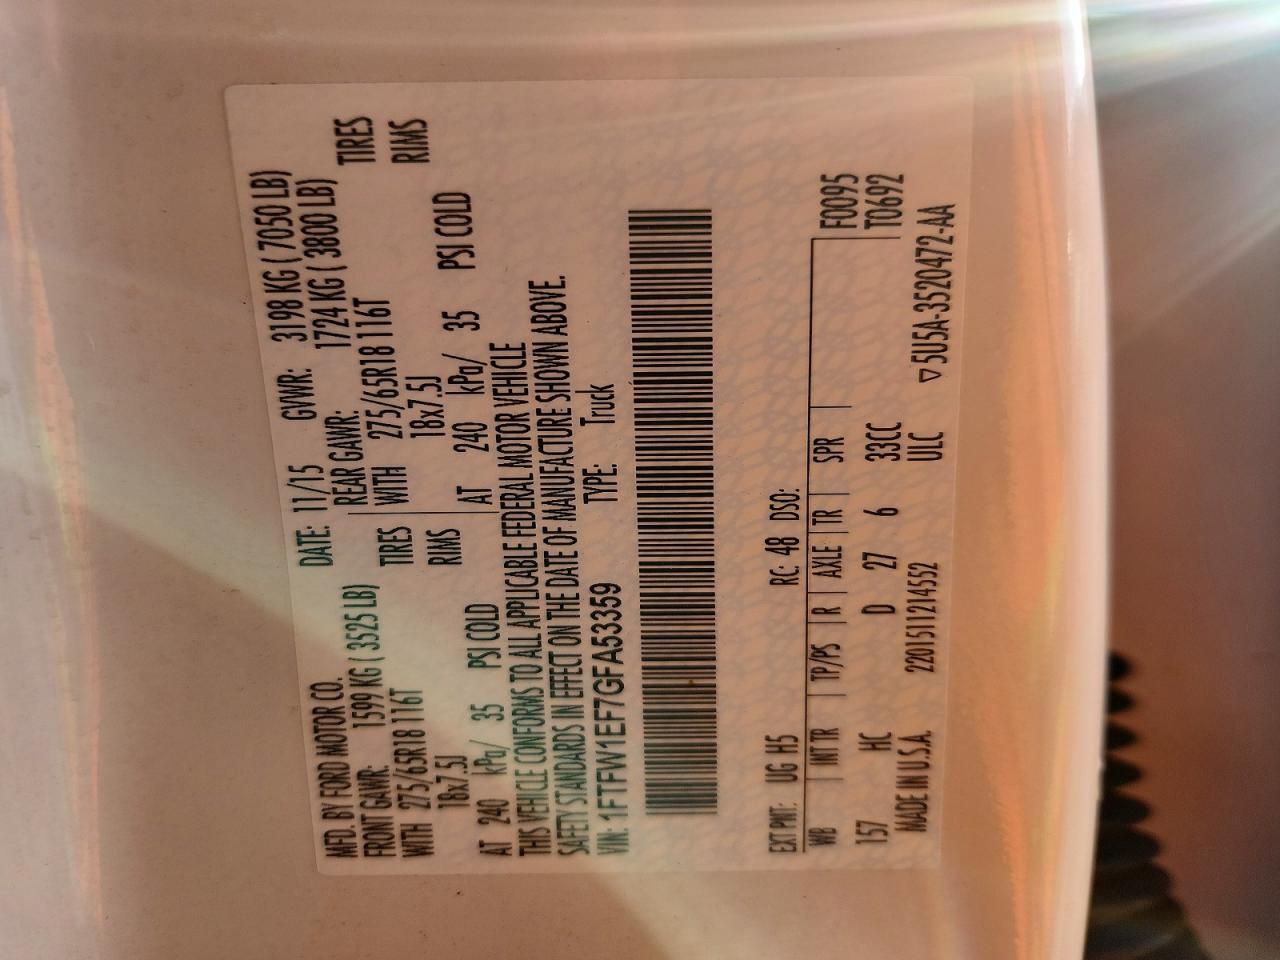 MFD. BY FORD MOTOR CO. DATE: 11/15 GVWR: 3198 KG ( 7050 LB)
FRONT GAWR: 1599 KG ( 3525 LB) REAR GAWR: 1724 KG ( 3800 LB)
WITH 275/65R18 116T TIRES WITH 275/65R18 116T TIRES
18x7.5J RIMS 18x7.5J RIMS
AT 240 kPa/ 35 PSI COLD AT 240 kPa/ 35 PSI COLD
THIS VEHICLE CONFORMS TO ALL APPLICABLE FEDERAL MOTOR VEHICLE
SAFETY STANDARDS IN EFFECT ON THE DATE OF MANUFACTURE SHOWN ABOVE.
VIN: 1FTFW1EF7GFA53359 TYPE: Truck
EXT PNT: UG H5 RC: 48 DSO:
WB | INT TR | TP/PS | R | AXLE | TR | SPR | F0095
157 HC D 27 6 33CC T0692
MADE IN U.S.A. 2201511214552 ULC ▽5U5A-3520472-AA